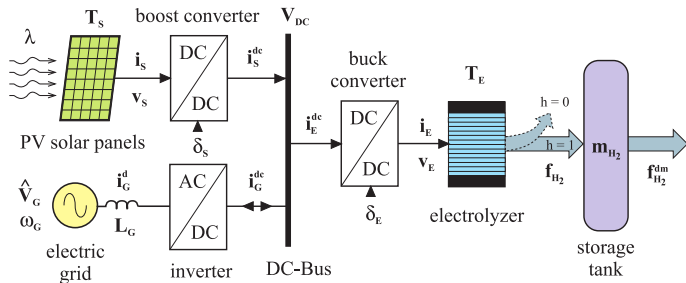 boost converter
T_S
V_DC
λ
i_S
v_S
DC
DC
i_S^dc
δ_S
PV solar panels
buck
converter
T_E
i_E^dc
DC
DC
i_E
v_E
δ_E
h = 0
h = 1
f_H2
m_H2
f_H2^dm
electrolyzer
storage
tank
V̂_G
ω_G
i_G^d
L_G
AC
DC
i_G^dc
electric
grid
inverter
DC-Bus